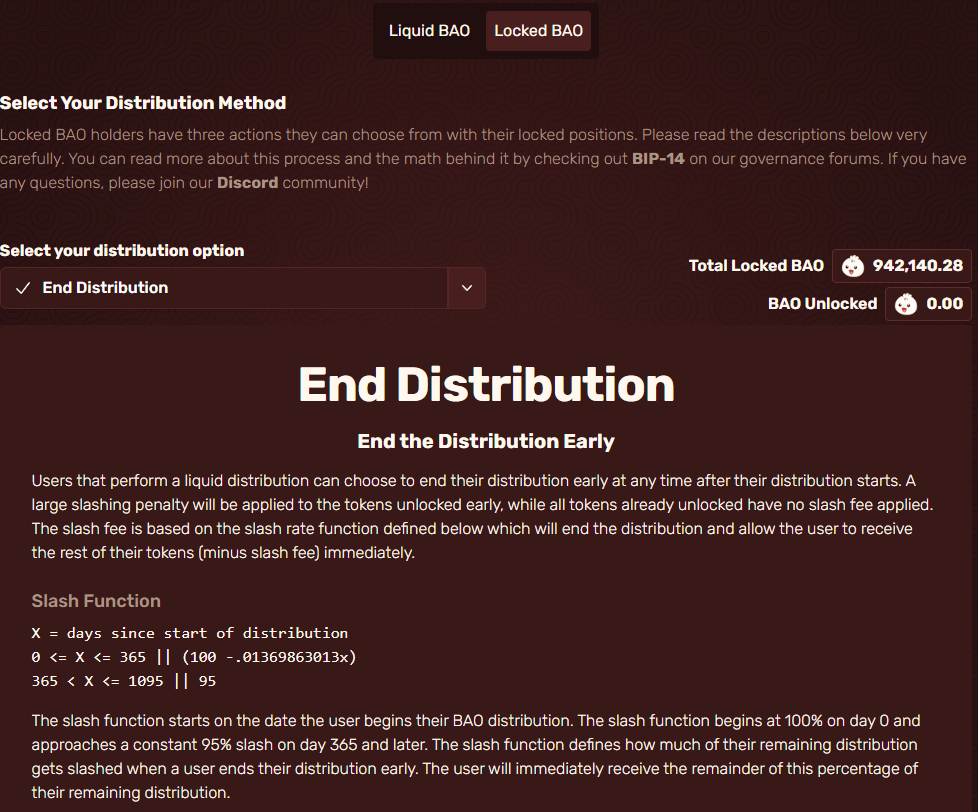 Liquid BAO Locked BAO
Select Your Distribution Method
Locked BAO holders have three actions they can choose from with their locked positions. Please read the descriptions below very
carefully. You can read more about this process and the math behind it by checking out BIP-14 on our governance forums. If you have
any questions, please join our Discord community!
Select your distribution option
End Distribution
Total Locked BAO 942,140.28
BAO Unlocked 0.00
End Distribution
End the Distribution Early
Users that perform a liquid distribution can choose to end their distribution early at any time after their distribution starts. A
large slashing penalty will be applied to the tokens unlocked early, while all tokens already unlocked have no slash fee applied.
The slash fee is based on the slash rate function defined below which will end the distribution and allow the user to receive
the rest of their tokens (minus slash fee) immediately.
Slash Function
X = days since start of distribution
0 <= X <= 365 || (100 -.01369863013x)
365 < X <= 1095 || 95
The slash function starts on the date the user begins their BAO distribution. The slash function begins at 100% on day 0 and
approaches a constant 95% slash on day 365 and later. The slash function defines how much of their remaining distribution
gets slashed when a user ends their distribution early. The user will immediately receive the remainder of this percentage of
their remaining distribution.